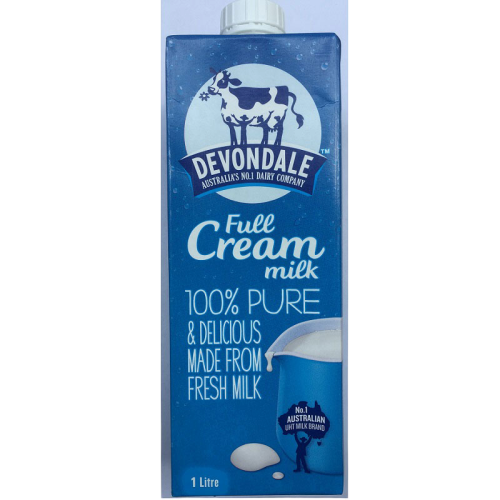 DEVONDALE™
AUSTRALIA'S NO.1 DAIRY COMPANY
Full
Cream
milk
100% PURE
& DELICIOUS
MADE FROM
FRESH MILK
No.1
AUSTRALIAN
UHT MILK BRAND
1 Litre